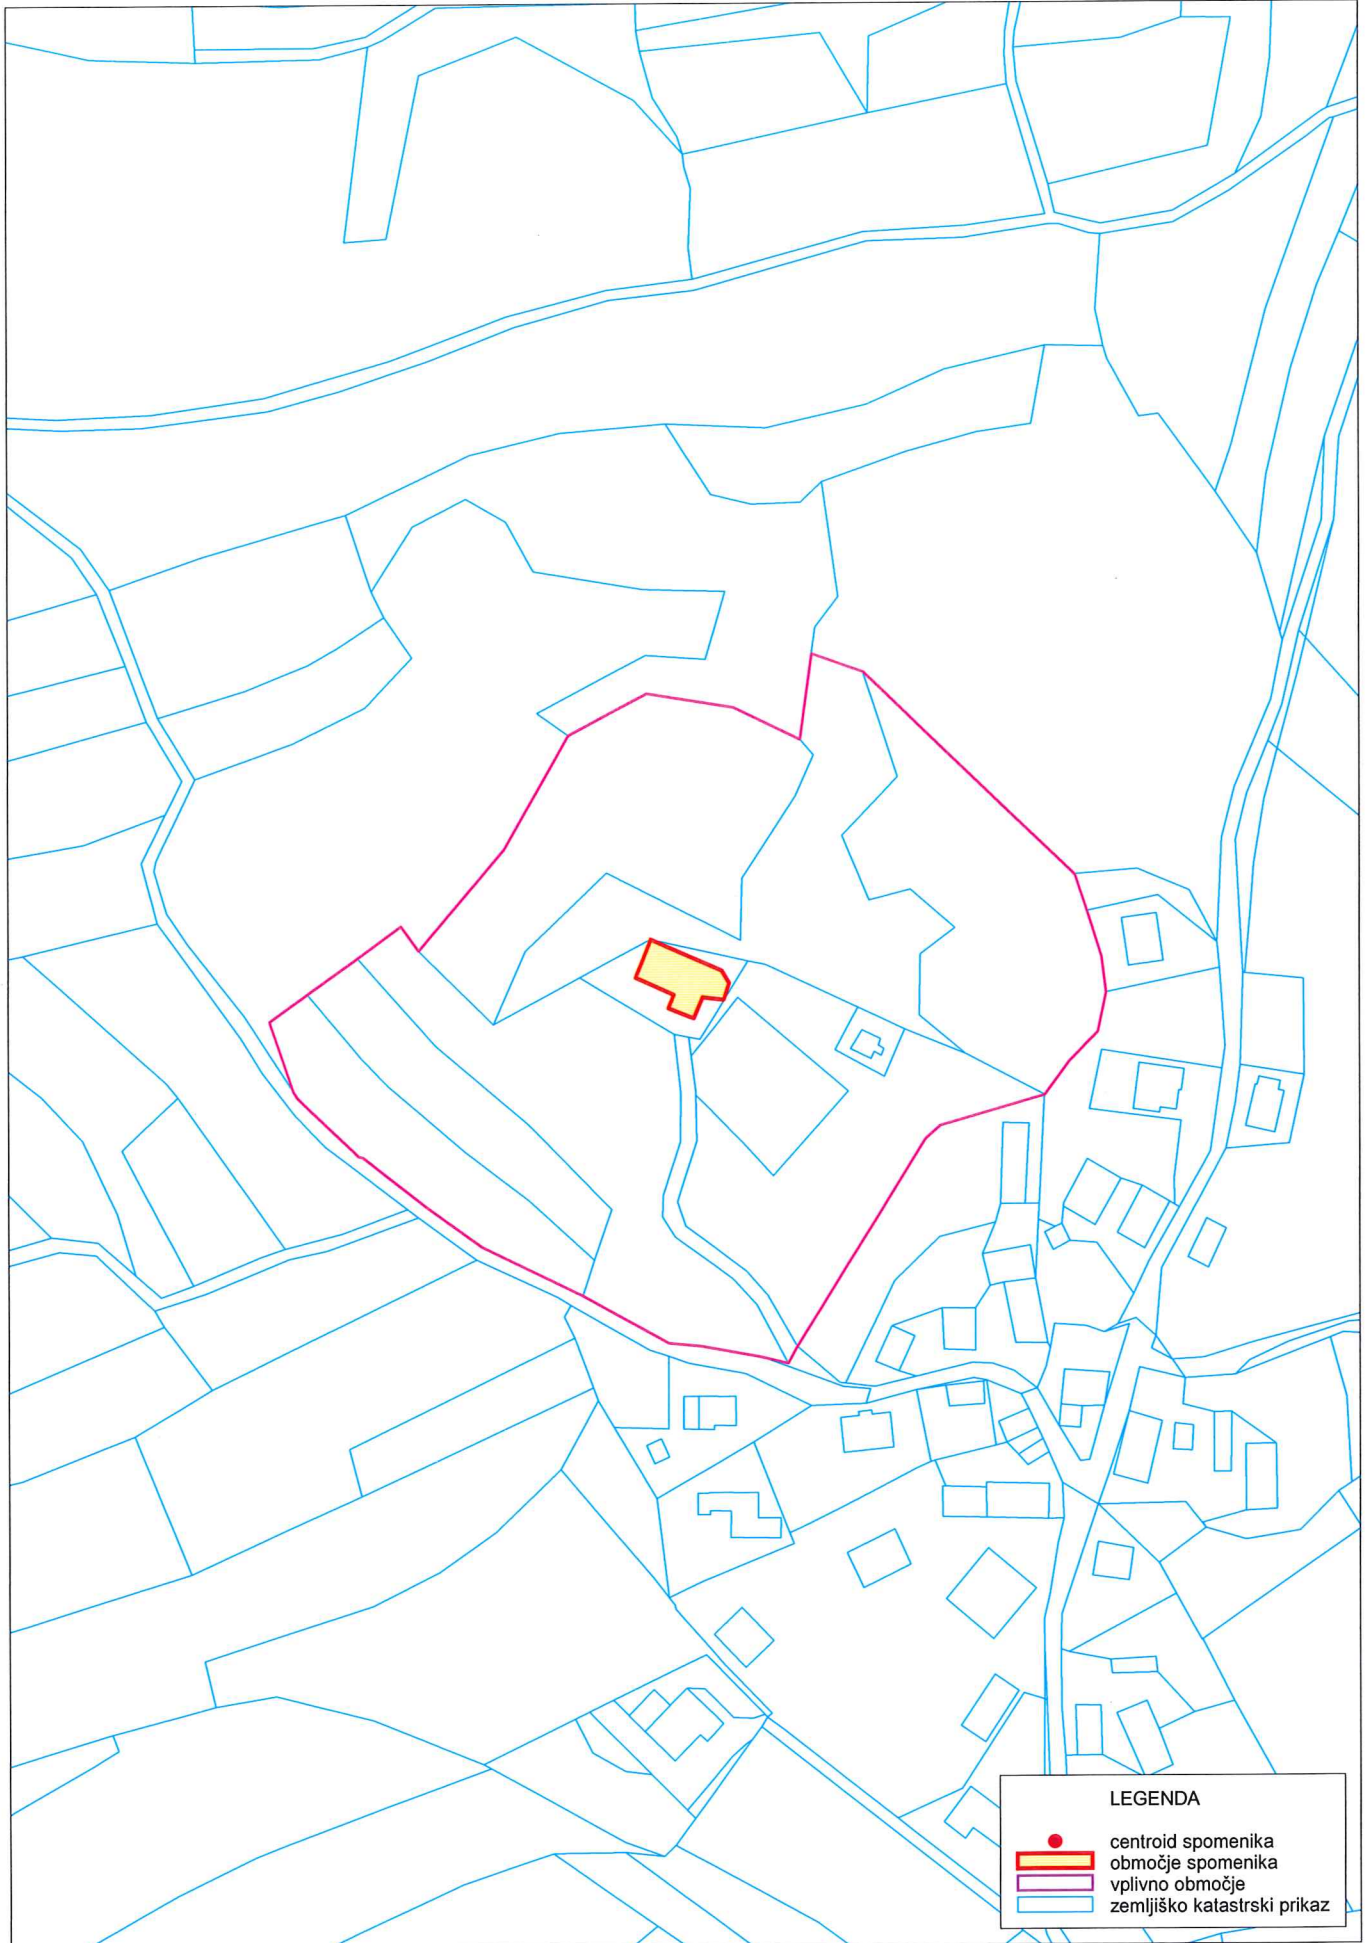 LEGENDA
centroid spomenika
območje spomenika
vplivno območje
zemljiško katastrski prikaz